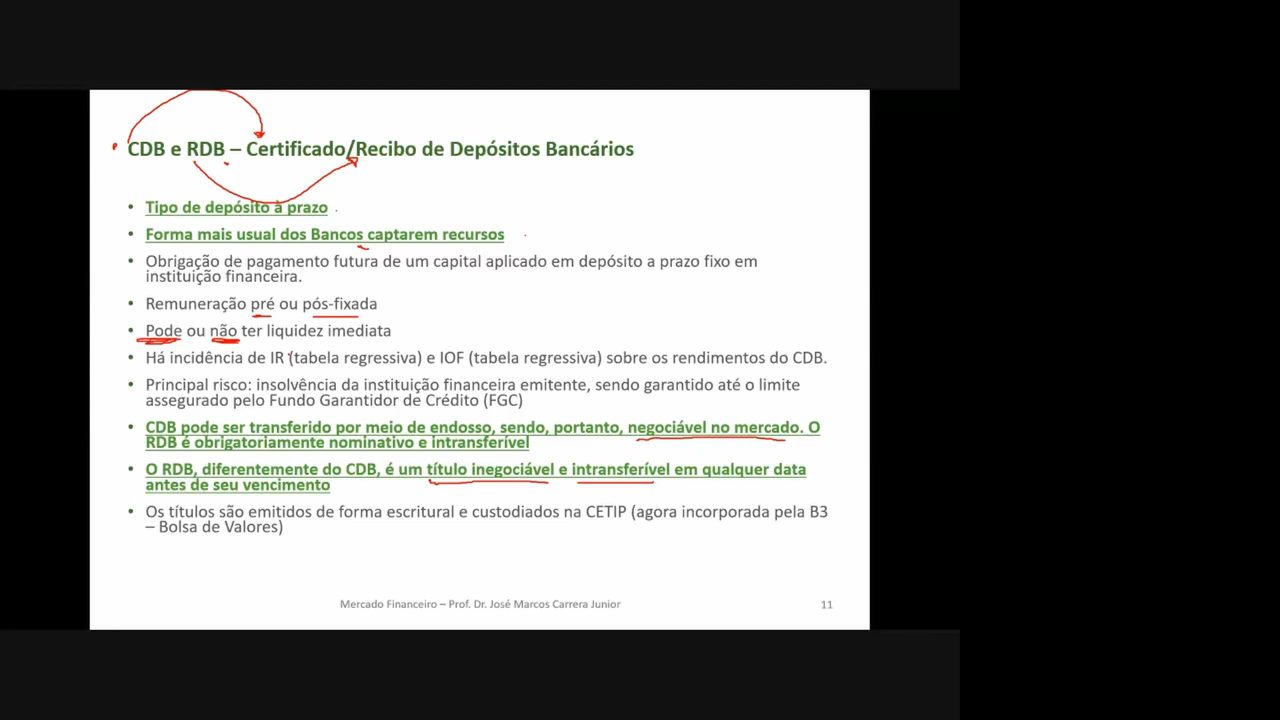 CDB e RDB – Certificado/Recibo de Depósitos Bancários
• Tipo de depósito à prazo
• Forma mais usual dos Bancos captarem recursos
• Obrigação de pagamento futura de um capital aplicado em depósito a prazo fixo em
instituição financeira.
• Remuneração pré ou pós-fixada
• Pode ou não ter liquidez imediata
• Há incidência de IR (tabela regressiva) e IOF (tabela regressiva) sobre os rendimentos do CDB.
• Principal risco: insolvência da instituição financeira emitente, sendo garantido até o limite
assegurado pelo Fundo Garantidor de Crédito (FGC)
• CDB pode ser transferido por meio de endosso, sendo, portanto, negociável no mercado. O
RDB é obrigatoriamente nominativo e intransferível
• O RDB, diferentemente do CDB, é um título inegociável e intransferível em qualquer data
antes de seu vencimento
• Os títulos são emitidos de forma escritural e custodiados na CETIP (agora incorporada pela B3
– Bolsa de Valores)
Mercado Financeiro – Prof. Dr. José Marcos Carrera Junior
11